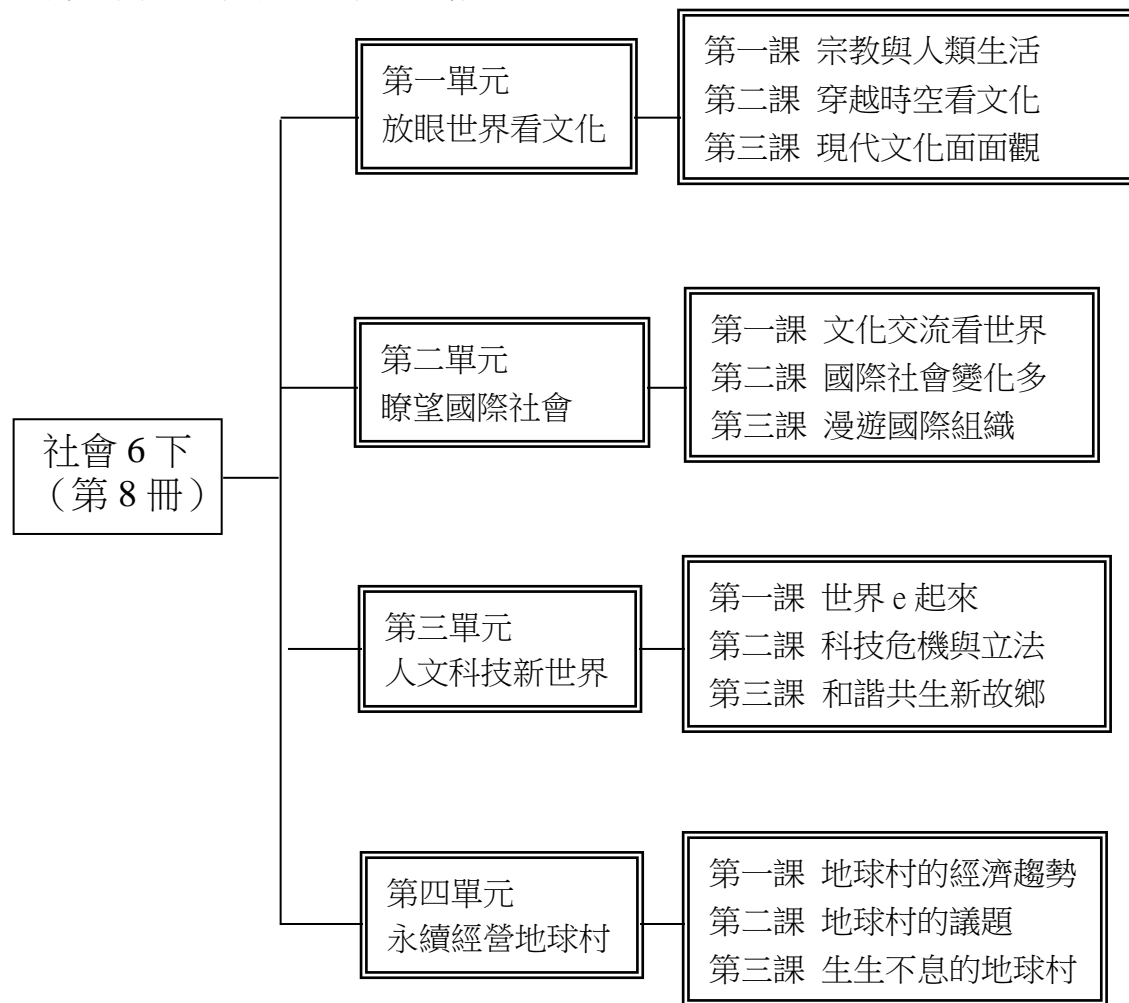 社會 6 下
（第 8 冊）
第一單元
放眼世界看文化
第一課 宗教與人類生活
第二課 穿越時空看文化
第三課 現代文化面面觀
第二單元
瞭望國際社會
第一課 文化交流看世界
第二課 國際社會變化多
第三課 漫遊國際組織
第三單元
人文科技新世界
第一課 世界 e 起來
第二課 科技危機與立法
第三課 和諧共生新故鄉
第四單元
永續經營地球村
第一課 地球村的經濟趨勢
第二課 地球村的議題
第三課 生生不息的地球村